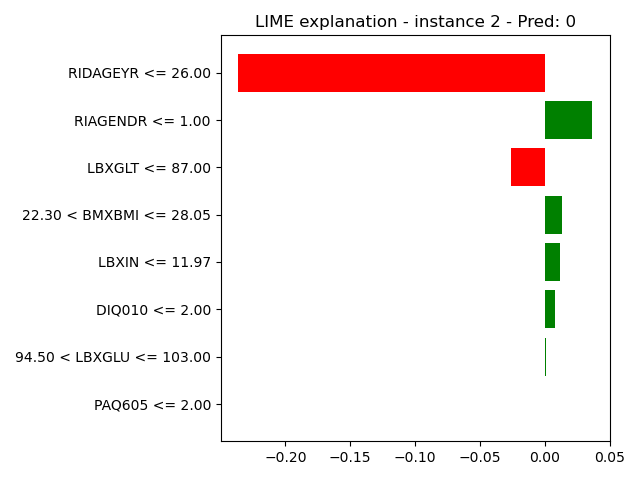 LIME explanation - instance 2 - Pred: 0
RIDAGEYR <= 26.00
RIAGENDR <= 1.00
LBXGLT <= 87.00
22.30 < BMXBMI <= 28.05
LBXIN <= 11.97
DIQ010 <= 2.00
94.50 < LBXGLU <= 103.00
PAQ605 <= 2.00
−0.20 −0.15 −0.10 −0.05 0.00 0.05